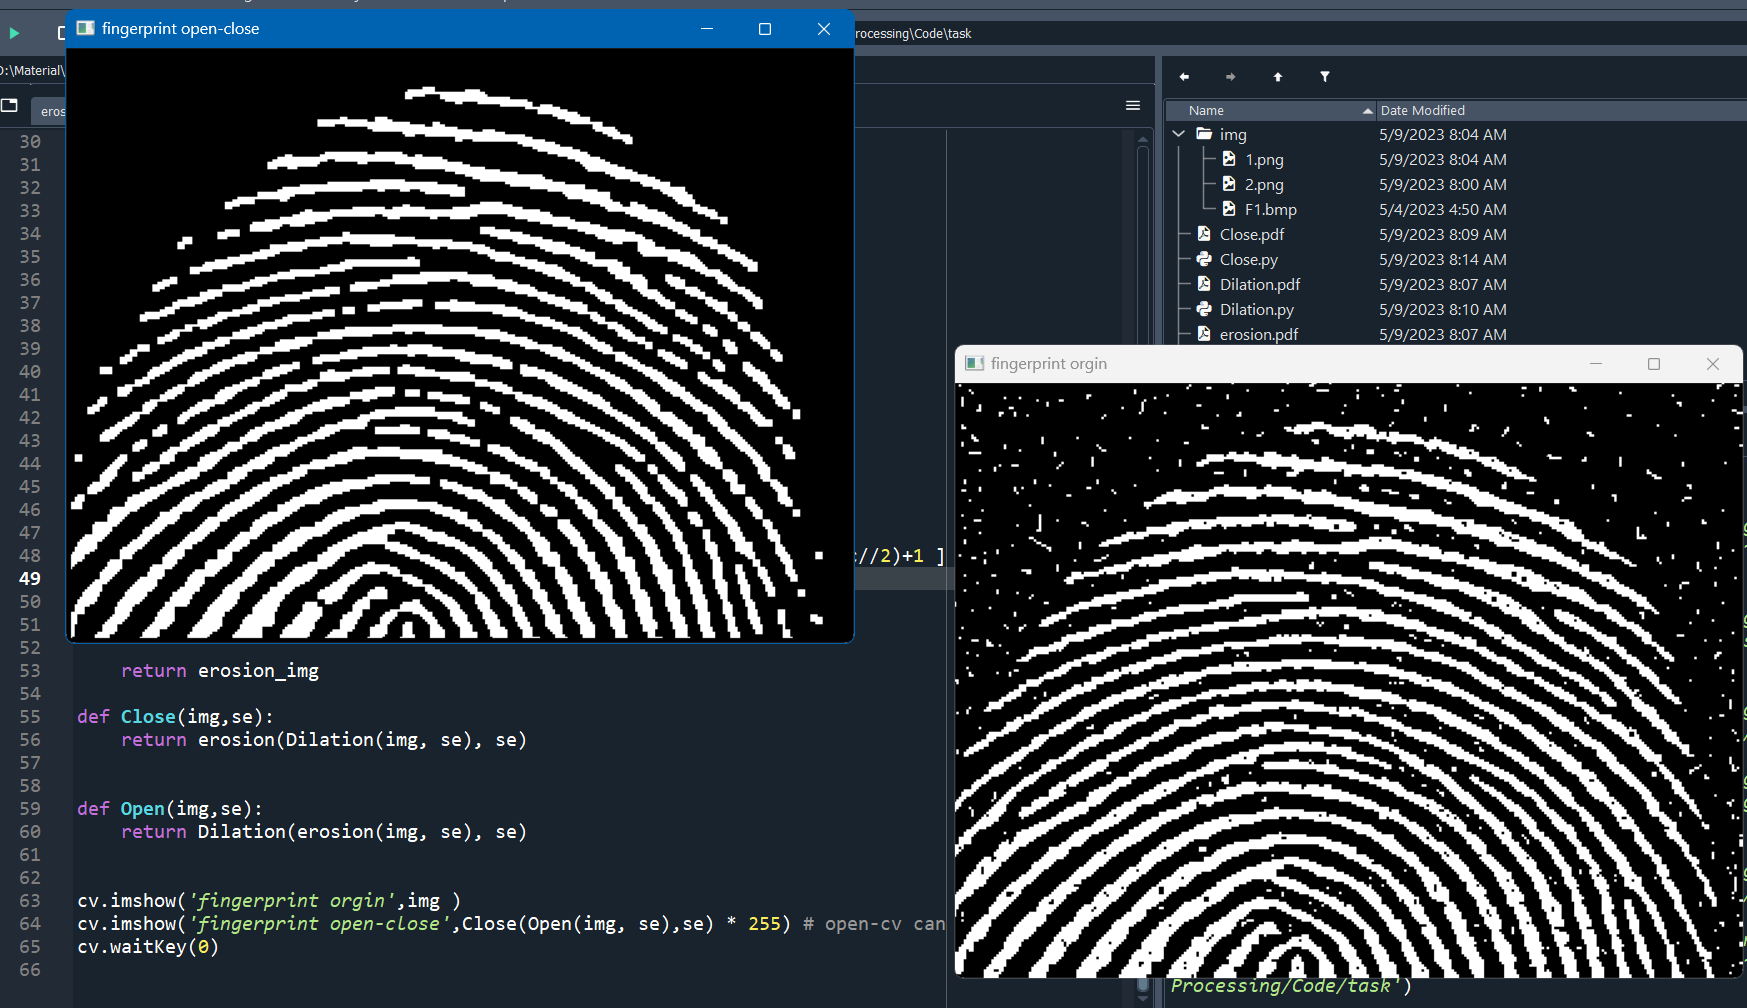 fingerprint open-close
rocessing\Code\task
D:\Material\
eros
30
31
32
33
34
35
36
37
38
39
40
41
42
43
44
45
46
47
48 //2)+1 ]
49
50
51
52
53 return erosion_img
54
55 def Close(img,se):
56 return erosion(Dilation(img, se), se)
57
58
59 def Open(img,se):
60 return Dilation(erosion(img, se), se)
61
62
63 cv.imshow('fingerprint orgin',img )
64 cv.imshow('fingerprint open-close',Close(Open(img, se),se) * 255) # open-cv can
65 cv.waitKey(0)
66
Name Date Modified
img 5/9/2023 8:04 AM
1.png 5/9/2023 8:04 AM
2.png 5/9/2023 8:00 AM
F1.bmp 5/4/2023 4:50 AM
Close.pdf 5/9/2023 8:09 AM
Close.py 5/9/2023 8:14 AM
Dilation.pdf 5/9/2023 8:07 AM
Dilation.py 5/9/2023 8:10 AM
erosion.pdf 5/9/2023 8:07 AM
fingerprint orgin
Processing/Code/task')